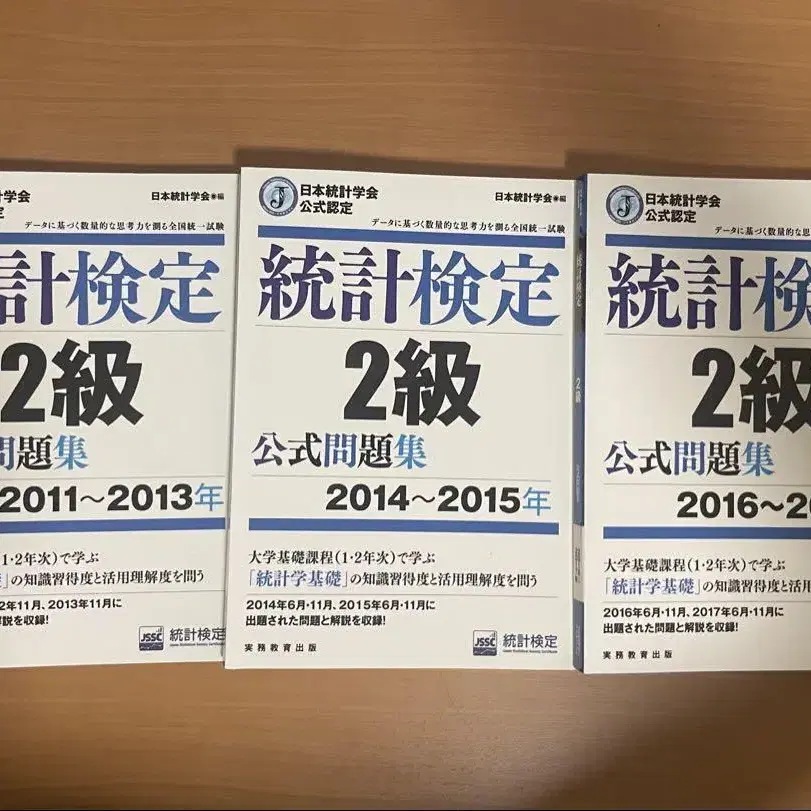 計学会
定
日本統計学会◉編
データに基づく数量的な思考力を測る全国統一試験
計検定
2級
問題集
2011〜2013年
1・2年次）で学ぶ
」の知識習得度と活用理解度を問う
2年11月、2013年11月に
解説を収録!
JSSC 統計検定
日本統計学会
公式認定
日本統計学会◉編
データに基づく数量的な思考力を測る全国統一試験
統計検定
2級
公式問題集
2014〜2015年
大学基礎課程（1・2年次）で学ぶ
「統計学基礎」の知識習得度と活用理解度を問う
2014年6月・11月、2015年6月・11月に
出題された問題と解説を収録!
実務教育出版
JSSC 統計検定
統計検定
2級
日本統計学会
公式認定
データに基づく数量的な思
統計検
2級
公式問題集
2016〜20
大学基礎課程（1・2年次）で学ぶ
「統計学基礎」の知識習得度と活用
2016年6月・11月、2017年6月・11月に
出題された問題と解説を収録!
実務教育出版